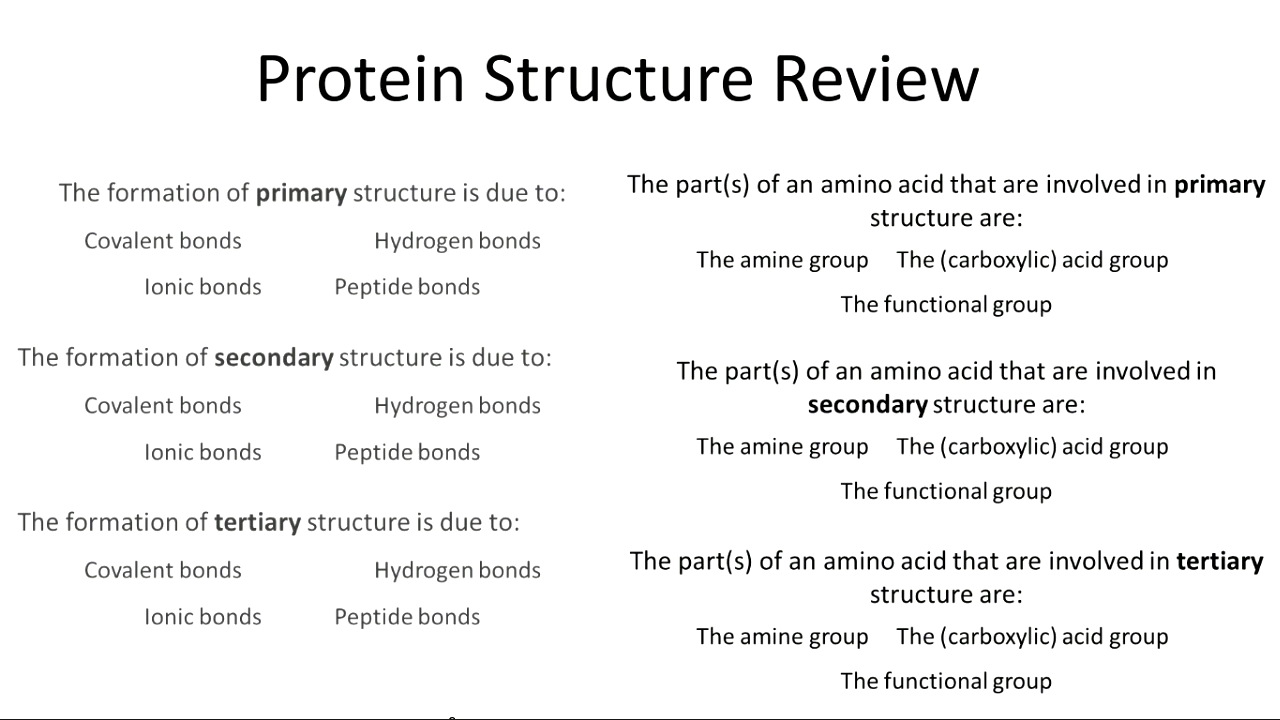 Protein Structure Review
The formation of primary structure is due to:
Covalent bonds Hydrogen bonds
Ionic bonds Peptide bonds
The formation of secondary structure is due to:
Covalent bonds Hydrogen bonds
Ionic bonds Peptide bonds
The formation of tertiary structure is due to:
Covalent bonds Hydrogen bonds
Ionic bonds Peptide bonds
The part(s) of an amino acid that are involved in primary
structure are:
The amine group The (carboxylic) acid group
The functional group
The part(s) of an amino acid that are involved in
secondary structure are:
The amine group The (carboxylic) acid group
The functional group
The part(s) of an amino acid that are involved in tertiary
structure are:
The amine group The (carboxylic) acid group
The functional group